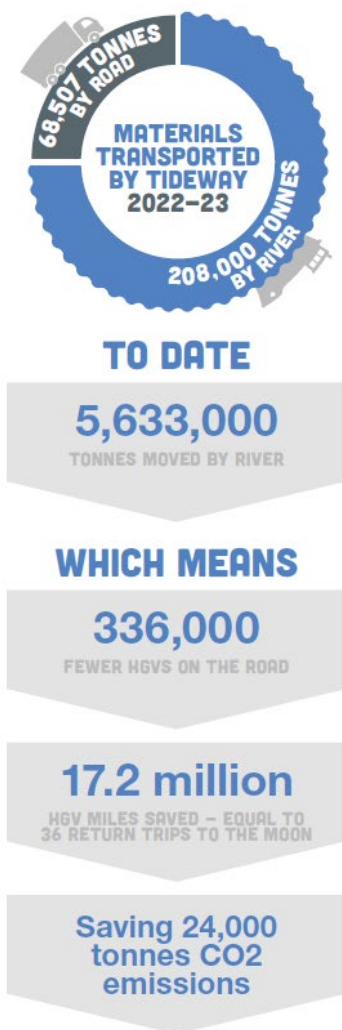 68,507 TONNES
BY ROAD
MATERIALS
TRANSPORTED
BY TIDEWAY
2022–23
208,000 TONNES
BY RIVER
TO DATE
5,633,000
TONNES MOVED BY RIVER
WHICH MEANS
336,000
FEWER HGVS ON THE ROAD
17.2 million
HGV MILES SAVED – EQUAL TO
36 RETURN TRIPS TO THE MOON
Saving 24,000
tonnes CO2
emissions